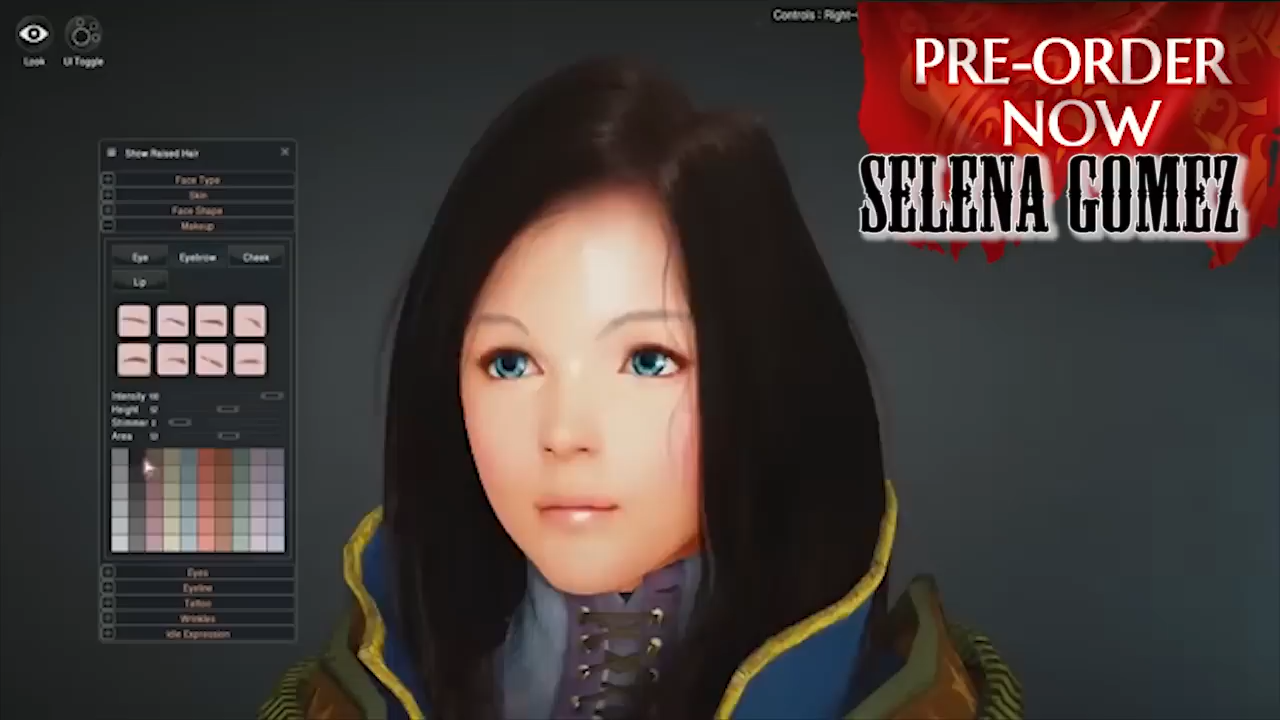 Look
UI Toggle
Controls : Right-
PRE-ORDER
NOW
SELENA GOMEZ
Show Raised Hair
Face Type
Skin
Face Shape
Makeup
Eye Eyebrow Cheek
Lip
Intensity
Height
Shimmer
Area
Eyes
Eyeline
Tattoo
Wrinkles
Idle Expression